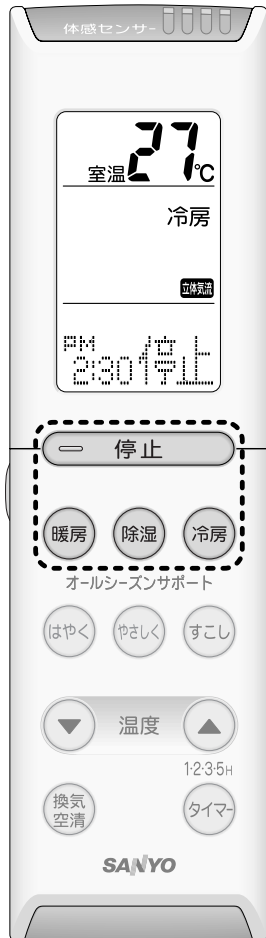 体感センサー
室温27℃
冷房
立体気流
PM 2:30 停止
停止
暖房 除湿 冷房
オールシーズンサポート
はやく やさしく すこし
▼ 温度 ▲
1・2・3・5H
換気
空清
タイマー
SANYO